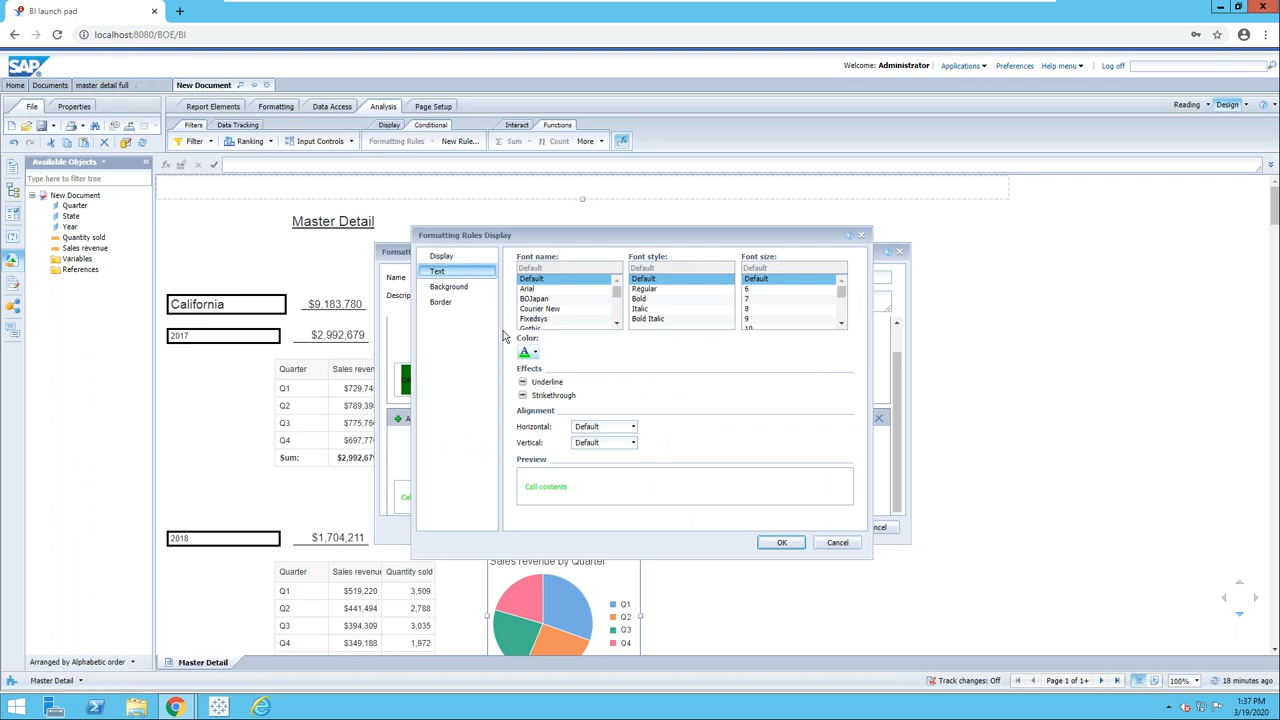 BI launch pad
localhost:8080/BOE/BI
SAP
Welcome: Administrator
Applications
Preferences
Help menu
Log off
Home
Documents
master detail full
New Document
File
Properties
Report Elements
Formatting
Data Access
Analysis
Page Setup
Reading
Design
Filters
Data Tracking
Display
Conditional
Interact
Functions
Filter
Ranking
Input Controls
Formatting Rules
New Rule...
Sum
Count
More
Available Objects
Type here to filter tree
New Document
Quarter
State
Year
Quantity sold
Sales revenue
Variables
References
Master Detail
California
$9,183,780
2017
$2,992,679
Quarter
Q1
Q2
Q3
Q4
Sum:
2018
$1,704,211
Quarter
Sales revenue
Quantity sold
Q1
$519,220
3,509
Q2
$441,494
2,788
Q3
$394,309
3,035
Q4
$349,188
1,972
Sales revenue by Quarter
Q1
Q2
Q3
Q4
Name
Formatting Rules Display
Display
Text
Background
Border
Font name:
Default
Default
Arial
BOJapan
Courier New
Fixedsys
Gothic
Font style:
Default
Default
Regular
Bold
Italic
Bold Italic
Font size:
Default
Default
6
7
8
9
10
Color:
Effects
Underline
Strikethrough
Alignment
Horizontal:
Default
Vertical:
Default
Preview
Cell contents
OK
Cancel
Arranged by Alphabetic order
Master Detail
Master Detail
Track changes: Off
Page 1 of 1+
100%
18 minutes ago
1:37 PM
3/19/2020